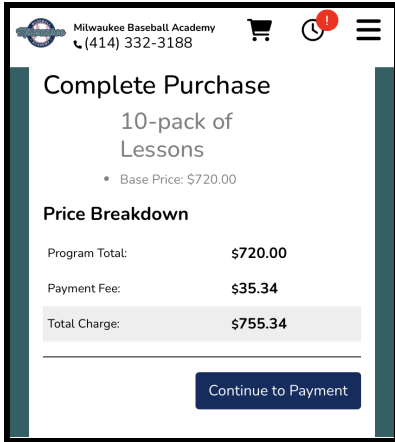 Milwaukee Baseball Academy
(414) 332-3188
!
Complete Purchase
10-pack of
Lessons
Base Price: $720.00
Price Breakdown
Program Total: $720.00
Payment Fee: $35.34
Total Charge: $755.34
Continue to Payment